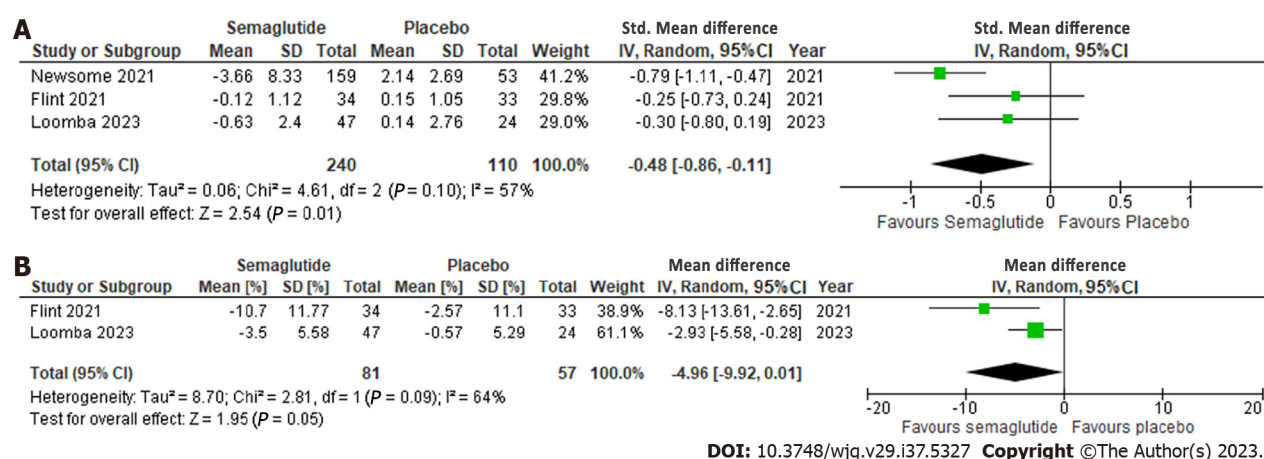 A
Semaglutide Placebo Std. Mean difference Std. Mean difference
Study or Subgroup Mean SD Total Mean SD Total Weight IV, Random, 95%CI Year IV, Random, 95%CI
Newsome 2021 -3.66 8.33 159 2.14 2.69 53 41.2% -0.79 [-1.11, -0.47] 2021
Flint 2021 -0.12 1.12 34 0.15 1.05 33 29.8% -0.25 [-0.73, 0.24] 2021
Loomba 2023 -0.63 2.4 47 0.14 2.76 24 29.0% -0.30 [-0.80, 0.19] 2023
Total (95% CI) 240 110 100.0% -0.48 [-0.86, -0.11]
Heterogeneity: Tau² = 0.06; Chi² = 4.61, df = 2 (P = 0.10); I² = 57%
Test for overall effect: Z = 2.54 (P = 0.01)
-1 -0.5 0 0.5 1
Favours Semaglutide Favours Placebo
B
Semaglutide Placebo Mean difference Mean difference
Study or Subgroup Mean [%] SD [%] Total Mean [%] SD [%] Total Weight IV, Random, 95%CI Year IV, Random, 95%CI
Flint 2021 -10.7 11.77 34 -2.57 11.1 33 38.9% -8.13 [-13.61, -2.65] 2021
Loomba 2023 -3.5 5.58 47 -0.57 5.29 24 61.1% -2.93 [-5.58, -0.28] 2023
Total (95% CI) 81 57 100.0% -4.96 [-9.92, 0.01]
Heterogeneity: Tau² = 8.70; Chi² = 2.81, df = 1 (P = 0.09); I² = 64%
Test for overall effect: Z = 1.95 (P = 0.05)
-20 -10 0 10 20
Favours semaglutide Favours placebo
DOI: 10.3748/wjg.v29.i37.5327 Copyright ©The Author(s) 2023.